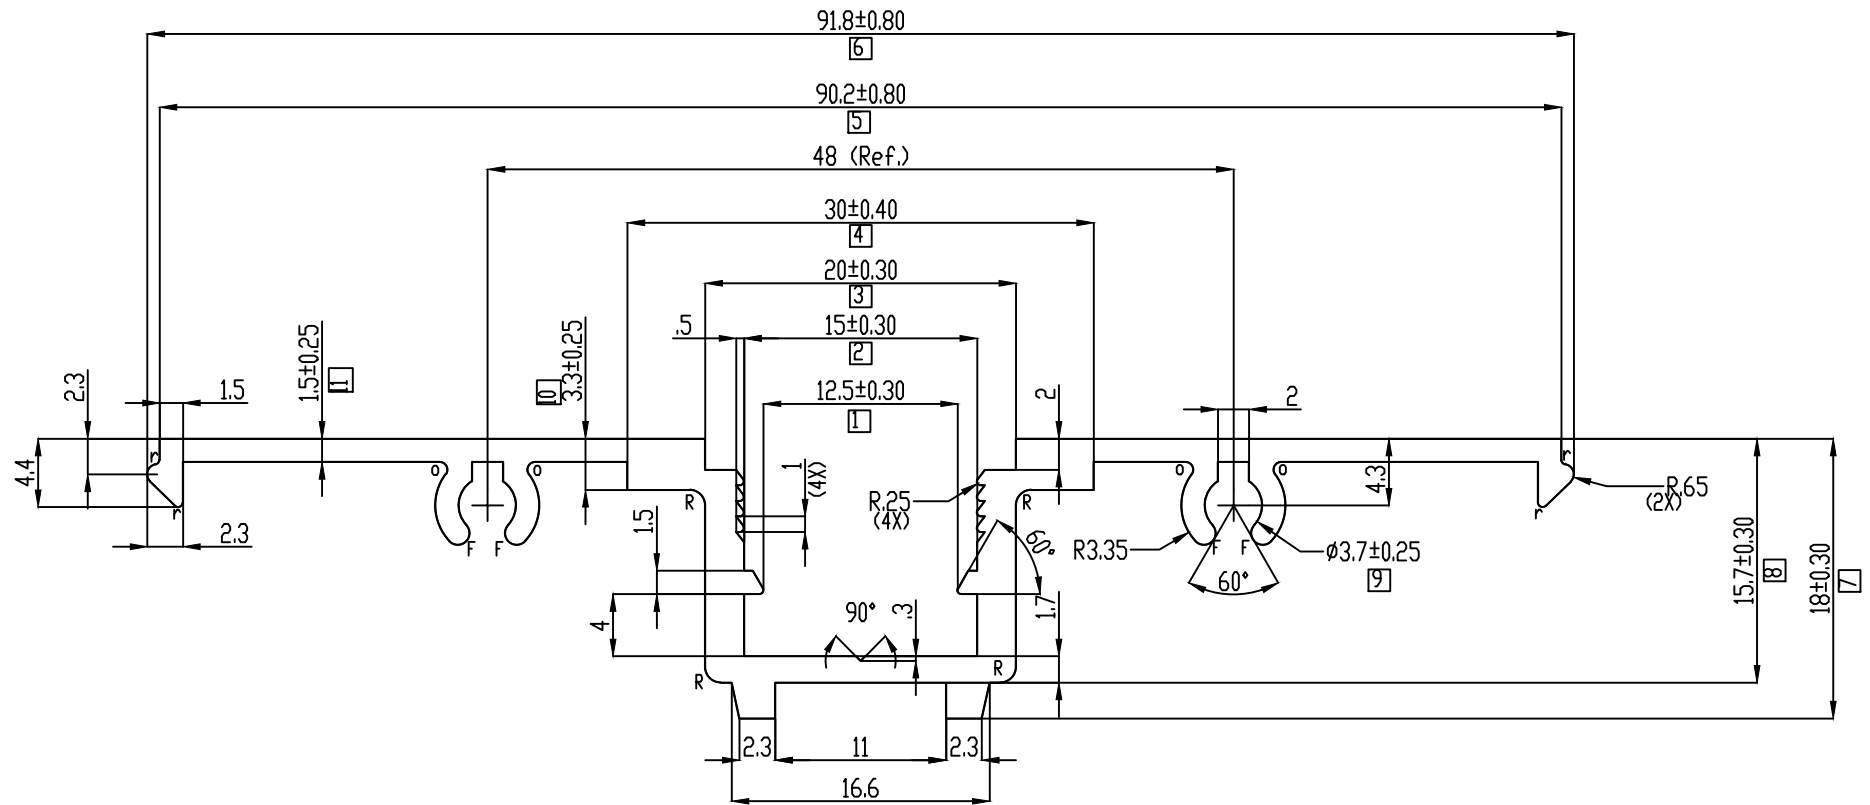 91.8±0.80
6
90.2±0.80
5
48 (Ref.)
30±0.40
4
20±0.30
3
.5
15±0.30
2
12.5±0.30
1
2.3
1.5
1.5±0.25
11
10
3.3±0.25
2
2
4.4
r
r
2.3
O
O
F
F
R
1
(4X)
R.25
(4X)
R
60°
1.5
4
90°
.3
1.7
R3.35
O
O
F
F
60°
4.3
ø3.7±0.25
9
r
r
R.65
(2X)
15.7±0.30
8
18±0.30
7
R
R
2.3
11
2.3
16.6